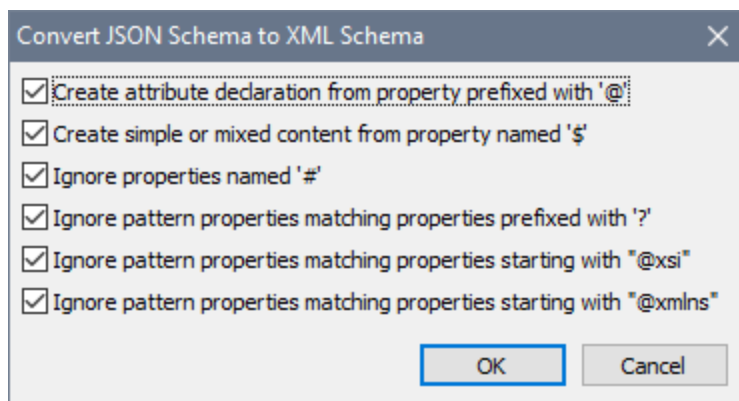 Convert JSON Schema to XML Schema
Create attribute declaration from property prefixed with '@'
Create simple or mixed content from property named '$'
Ignore properties named '#'
Ignore pattern properties matching properties prefixed with '?'
Ignore pattern properties matching properties starting with "@xsi"
Ignore pattern properties matching properties starting with "@xmlns"
OK Cancel